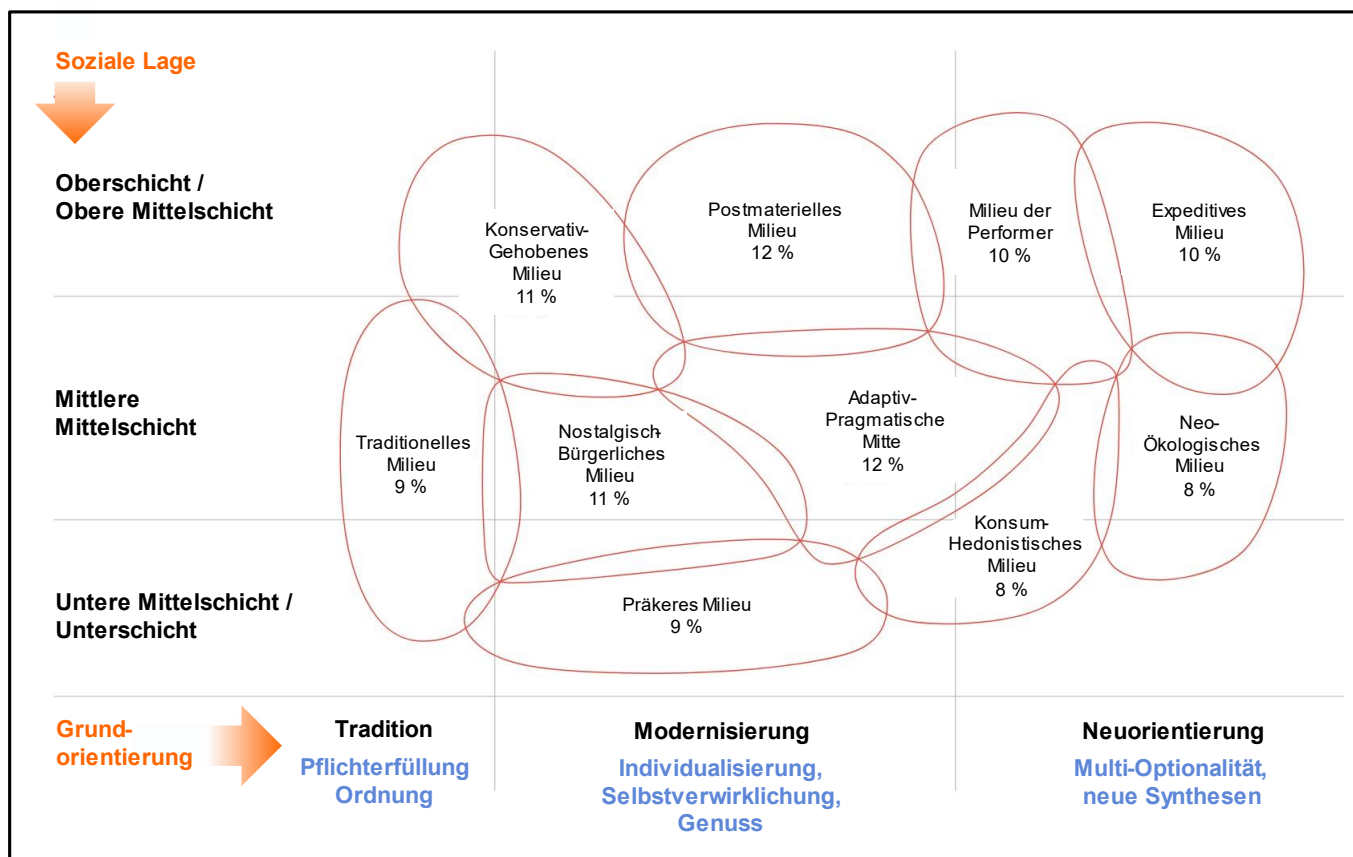 Soziale Lage
Oberschicht /
Obere Mittelschicht
Konservativ-
Gehobenes
Milieu
11 %
Postmaterielles
Milieu
12 %
Milieu der
Performer
10 %
Expeditives
Milieu
10 %
Mittlere
Mittelschicht
Traditionelles
Milieu
9 %
Nostalgisch-
Bürgerliches
Milieu
11 %
Adaptiv-
Pragmatische
Mitte
12 %
Neo-
Ökologisches
Milieu
8 %
Untere Mittelschicht /
Unterschicht
Präkeres Milieu
9 %
Konsum-
Hedonistisches
Milieu
8 %
Grund-
orientierung
Tradition
Pflichterfüllung
Ordnung
Modernisierung
Individualisierung,
Selbstverwirklichung,
Genuss
Neuorientierung
Multi-Optionalität,
neue Synthesen